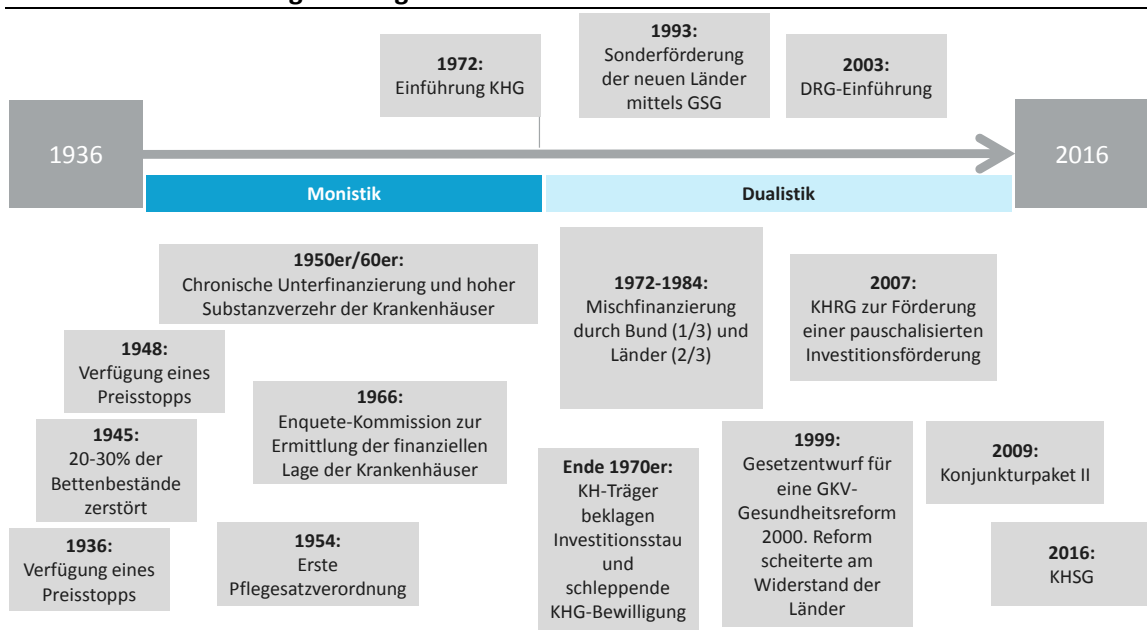 1972:
Einführung KHG
1993:
Sonderförderung
der neuen Länder
mittels GSG
2003:
DRG-Einführung
1936
2016
Monistik
Dualistik
1950er/60er:
Chronische Unterfinanzierung und hoher
Substanzverzehr der Krankenhäuser
1972-1984:
Mischfinanzierung
durch Bund (1/3) und
Länder (2/3)
2007:
KHRG zur Förderung
einer pauschalisierten
Investitionsförderung
1948:
Verfügung eines
Preisstopps
1966:
Enquete-Kommission zur
Ermittlung der finanziellen
Lage der Krankenhäuser
1945:
20-30% der
Bettenbestände
zerstört
Ende 1970er:
KH-Träger
beklagen
Investitionsstau
und
schleppende
KHG-Bewilligung
1999:
Gesetzentwurf für
eine GKV-
Gesundheitsreform
2000. Reform
scheiterte am
Widerstand der
Länder
2009:
Konjunkturpaket II
1936:
Verfügung eines
Preisstopps
1954:
Erste
Pflegesatzverordnung
2016:
KHSG